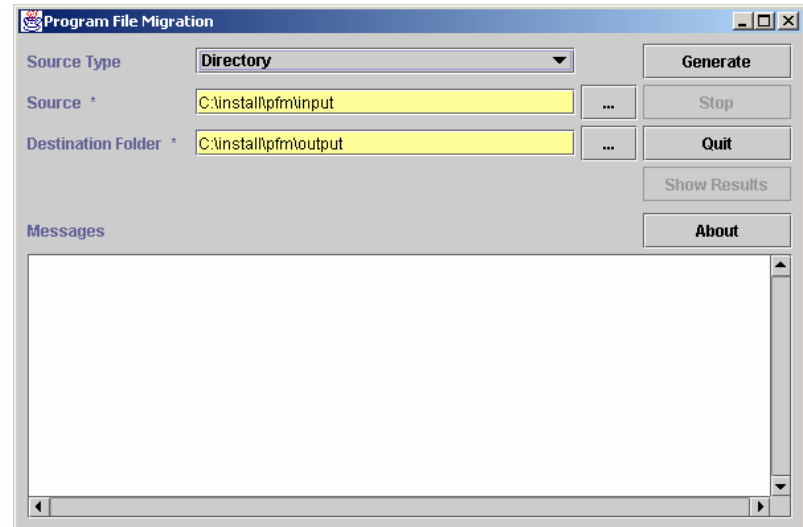 Program File Migration
Source Type Directory Generate
Source * C:\install\pfm\input ... Stop
Destination Folder * C:\install\pfm\output ... Quit
Show Results
Messages About